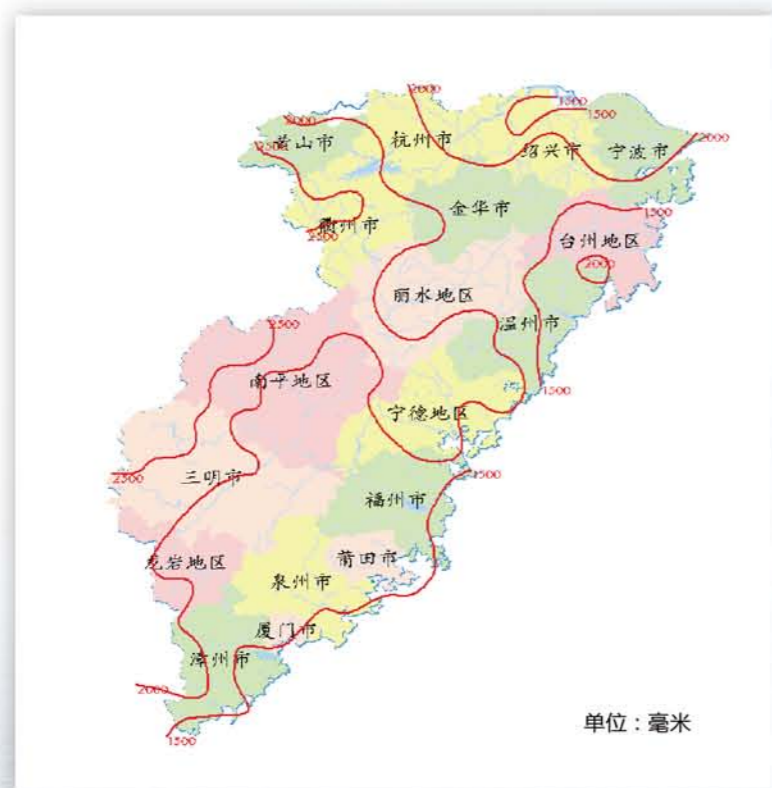 2000
1500
1500
2000
黄山市
杭州市
绍兴市
宁波市
2000
2500
金华市
1500
衢州市
2500
台州地区
2000
丽水地区
温州市
2500
南平地区
1500
宁德地区
2500
三明市
1500
福州市
龙岩地区
莆田市
泉州市
厦门市
漳州市
2000
1500
单位：毫米